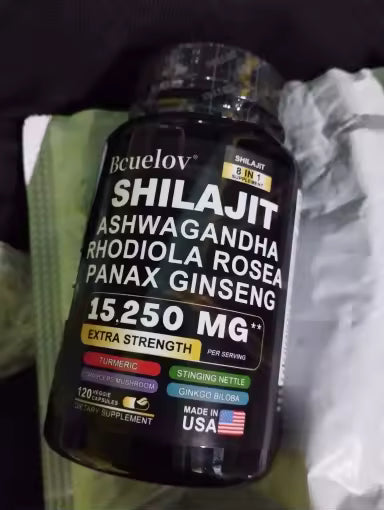 Bcuelov®
SHILAJIT
8 IN 1
SUPPLEMENT
SHILAJIT
ASHWAGANDHA
RHODIOLA ROSEA
PANAX GINSENG
15,250 MG**
EXTRA STRENGTH
PER SERVING
TURMERIC
STINGING NETTLE
MUSHROOM
GINKGO BILOBA
120 VEGGIE
CAPSULES
DIETARY SUPPLEMENT
MADE IN
USA